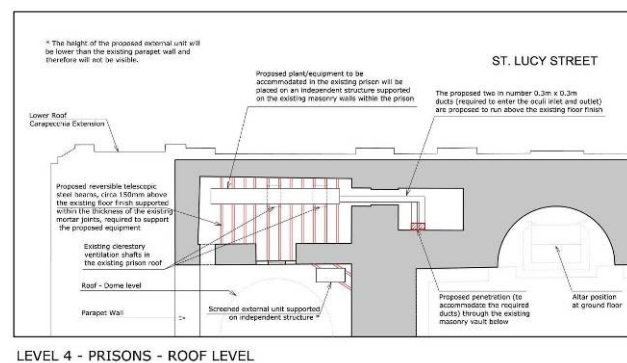 * The height of the proposed external unit will
be lower than the existing parapet wall and
therefore will not be visible.
ST. LUCY STREET
Proposed plant/equipment to be
accommodated in the existing prison will be
placed on an independent structure supported
on the existing masonry walls within the prison
The proposed two in number 0.3m x 0.3m
ducts (required to enter the oculi inlet and outlet)
are proposed to run above the existing floor finish
Lower Roof
Carapecchia Extension
Proposed reversible telescopic
steel beams, circa 150mm above
the existing floor finish supported
within the thickness of the existing
mortar joints, required to support
the proposed equipment
Existing clerestory
ventilation shafts in
the existing prison roof
Roof - Dome level
Parapet Wall
Screened external unit supported
on independent structure *
Proposed penetration (to
accommodate the required
ducts) through the existing
masonry vault below
Altar position
at ground floor
LEVEL 4 - PRISONS - ROOF LEVEL